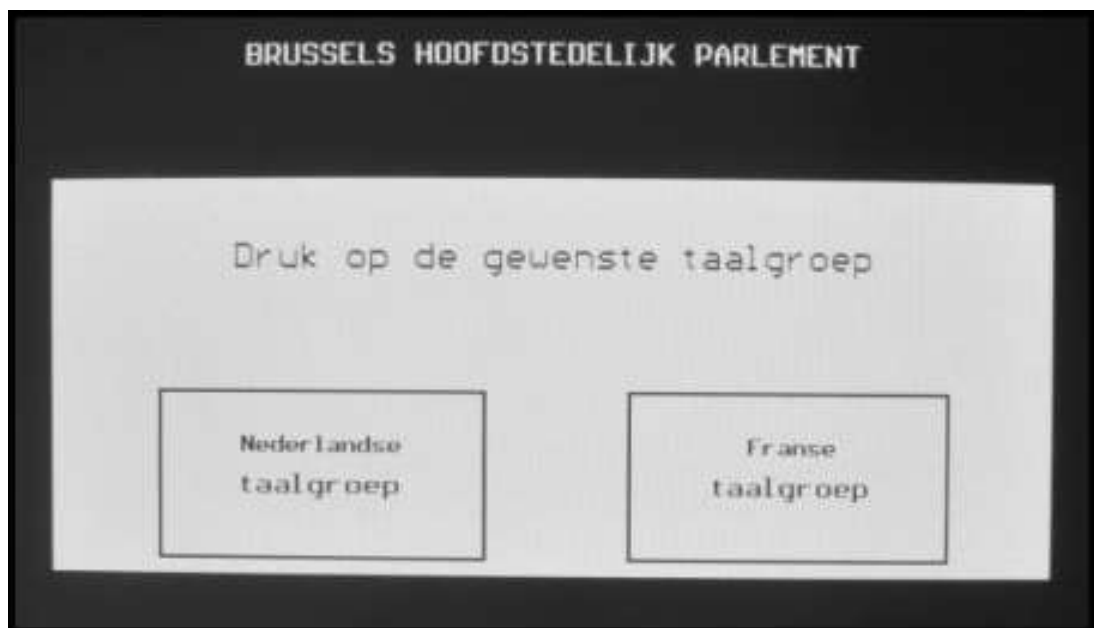 BRUSSELS HOOFDSTEDELIJK PARLEMENT
Druk op de gewenste taalgroep
Nederlandse
taalgroep
Franse
taalgroep